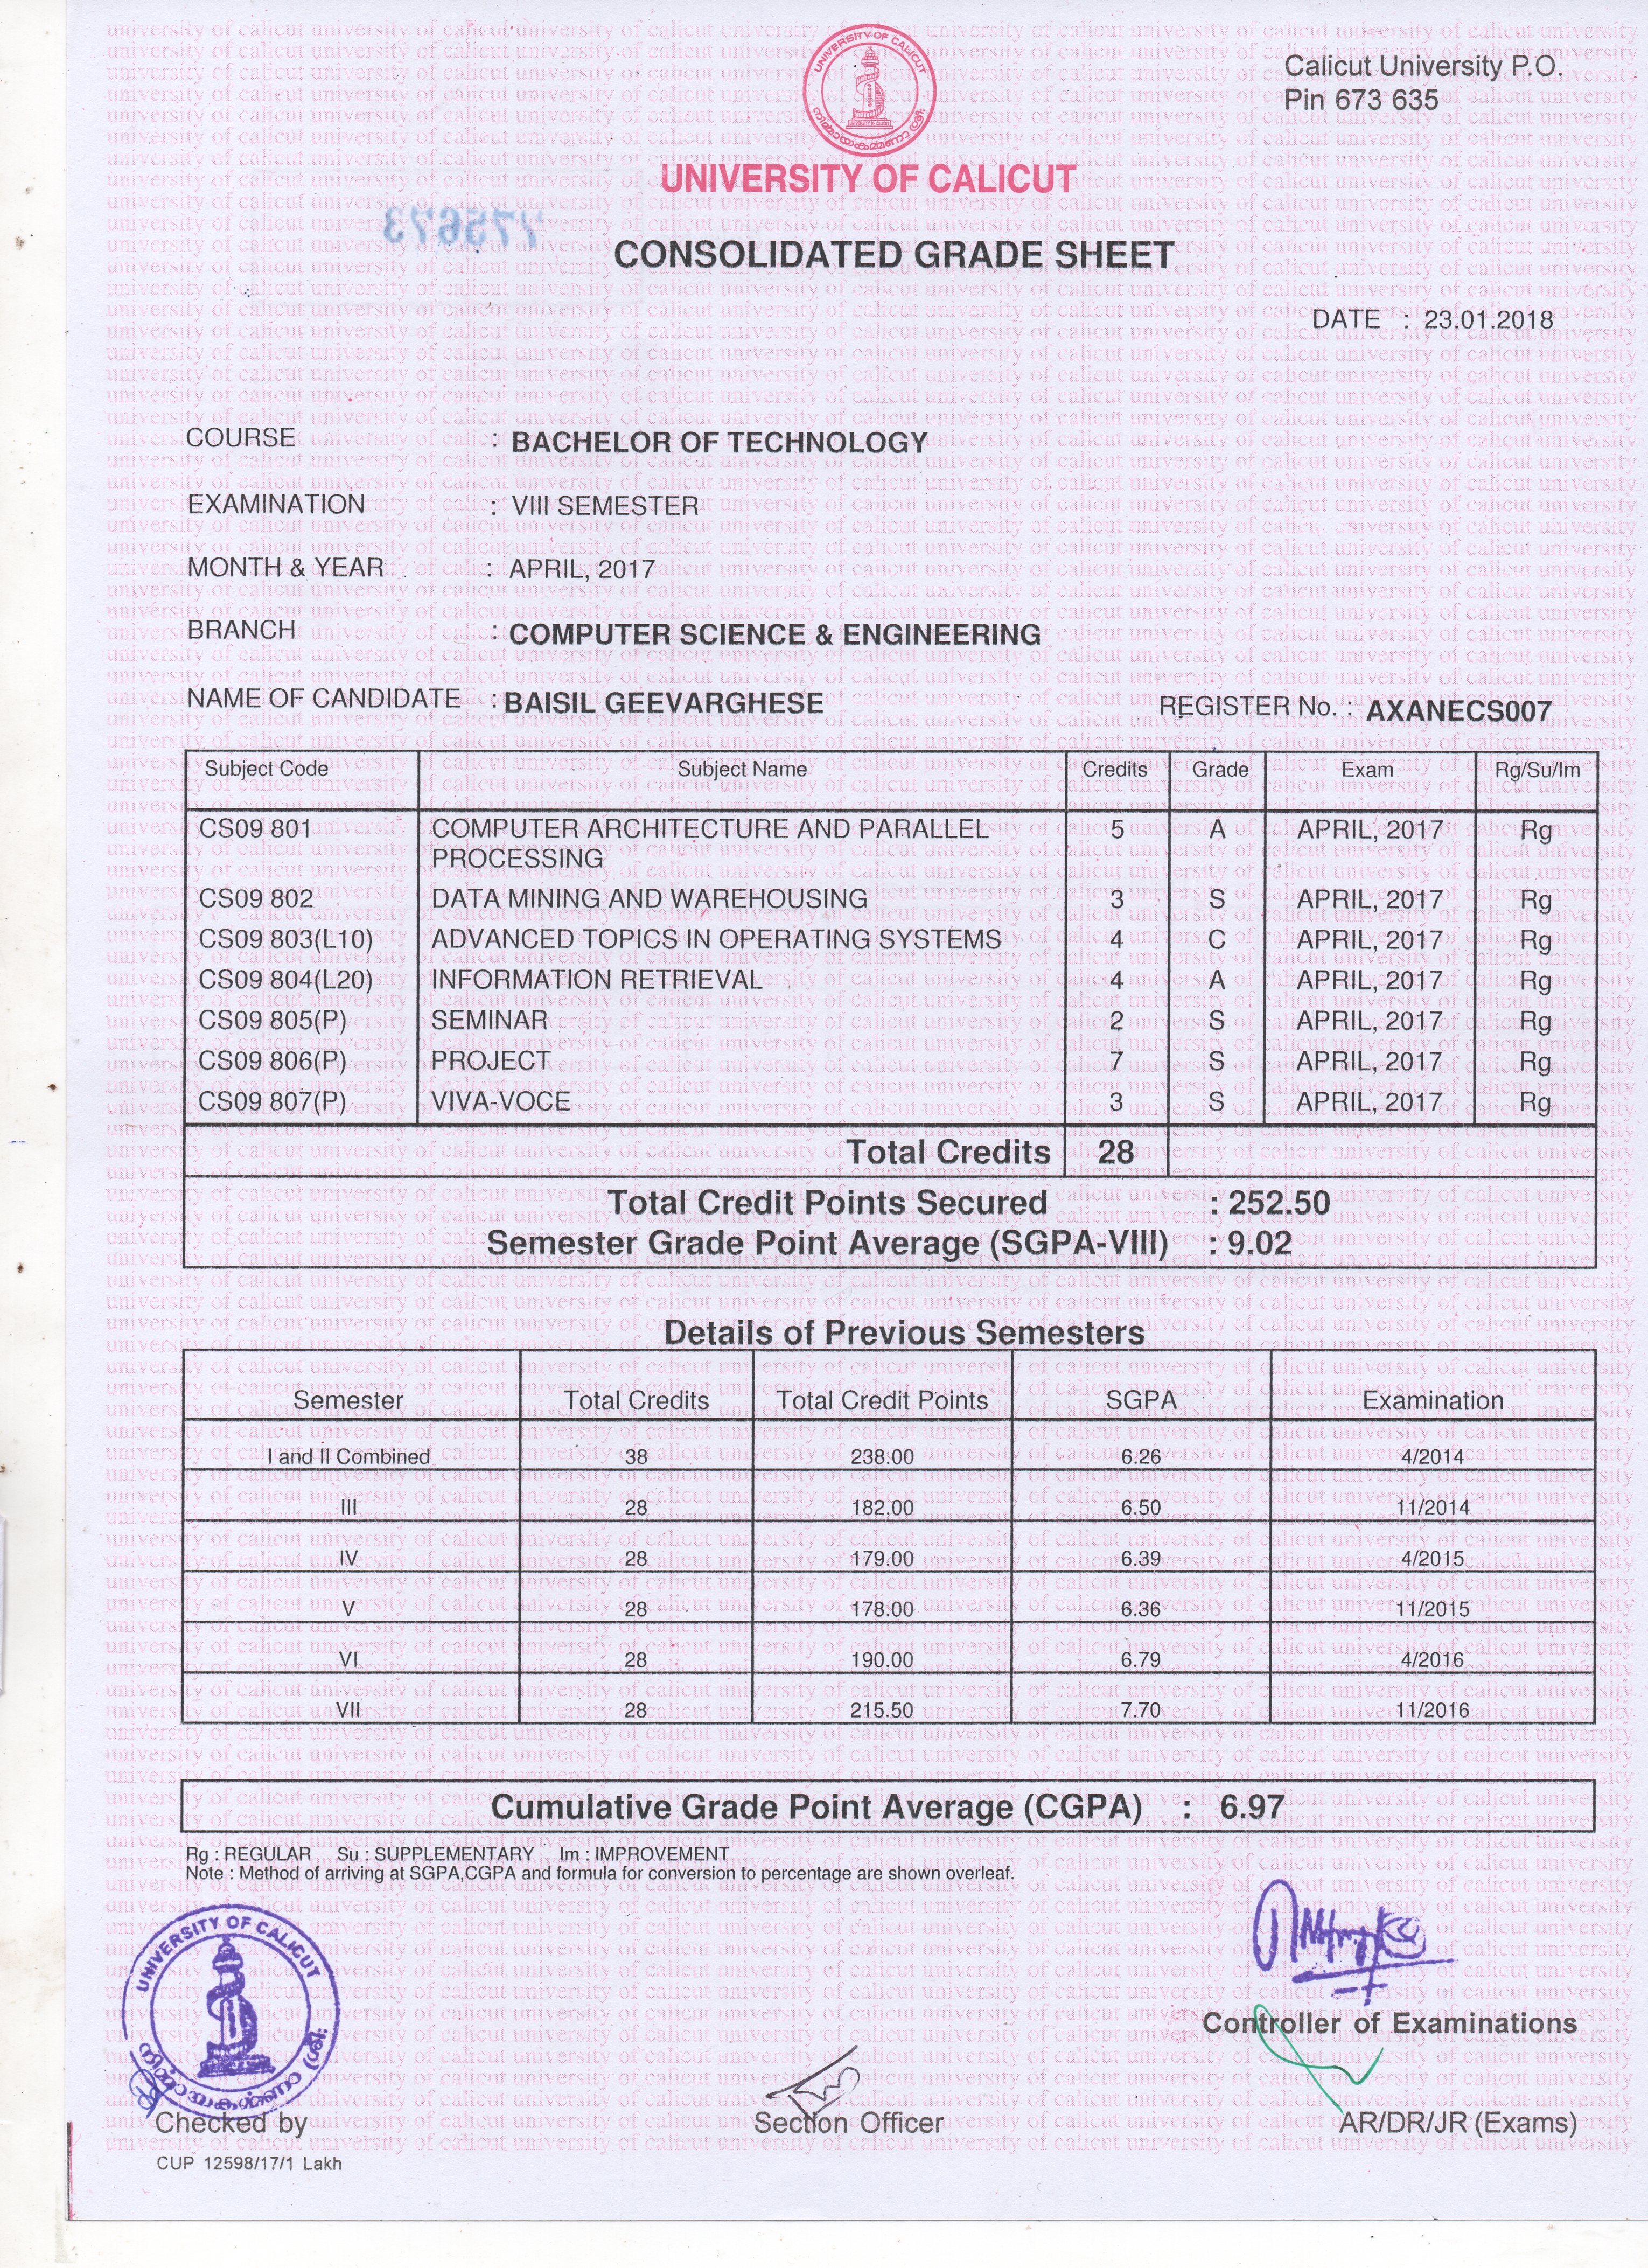 UNIVERSITY OF CALICUT
Calicut University P.O.
Pin 673 635
UNIVERSITY OF CALICUT
775673
CONSOLIDATED GRADE SHEET
DATE : 23.01.2018
COURSE : BACHELOR OF TECHNOLOGY
EXAMINATION : VIII SEMESTER
MONTH & YEAR : APRIL, 2017
BRANCH : COMPUTER SCIENCE & ENGINEERING
NAME OF CANDIDATE : BAISIL GEEVARGHESE REGISTER No. : AXANECS007
Subject Code Subject Name Credits Grade Exam Rg/Su/Im
CS09 801 COMPUTER ARCHITECTURE AND PARALLEL 5 A APRIL, 2017 Rg
PROCESSING
CS09 802 DATA MINING AND WAREHOUSING 3 S APRIL, 2017 Rg
CS09 803(L10) ADVANCED TOPICS IN OPERATING SYSTEMS 4 C APRIL, 2017 Rg
CS09 804(L20) INFORMATION RETRIEVAL 4 A APRIL, 2017 Rg
CS09 805(P) SEMINAR 2 S APRIL, 2017 Rg
CS09 806(P) PROJECT 7 S APRIL, 2017 Rg
CS09 807(P) VIVA-VOCE 3 S APRIL, 2017 Rg
Total Credits 28
Total Credit Points Secured : 252.50
Semester Grade Point Average (SGPA-VIII) : 9.02
Details of Previous Semesters
Semester Total Credits Total Credit Points SGPA Examination
I and II Combined 38 238.00 6.26 4/2014
III 28 182.00 6.50 11/2014
IV 28 179.00 6.39 4/2015
V 28 178.00 6.36 11/2015
VI 28 190.00 6.79 4/2016
VII 28 215.50 7.70 11/2016
Cumulative Grade Point Average (CGPA) : 6.97
Rg : REGULAR Su : SUPPLEMENTARY Im : IMPROVEMENT
Note : Method of arriving at SGPA,CGPA and formula for conversion to percentage are shown overleaf.
UNIVERSITY OF CALICUT
Controller of Examinations
Checked by Section Officer AR/DR/JR (Exams)
CUP 12598/17/1 Lakh